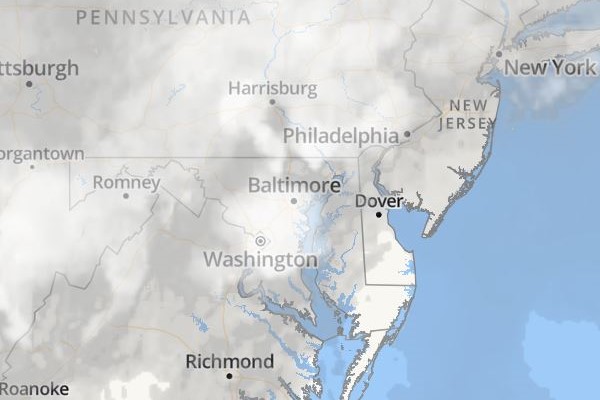 PENNSYLVANIA
ttsburgh
New York
Harrisburg
NEW
JERSEY
Philadelphia
organtown
Romney
Baltimore
Dover
Washington
Richmond
Roanoke